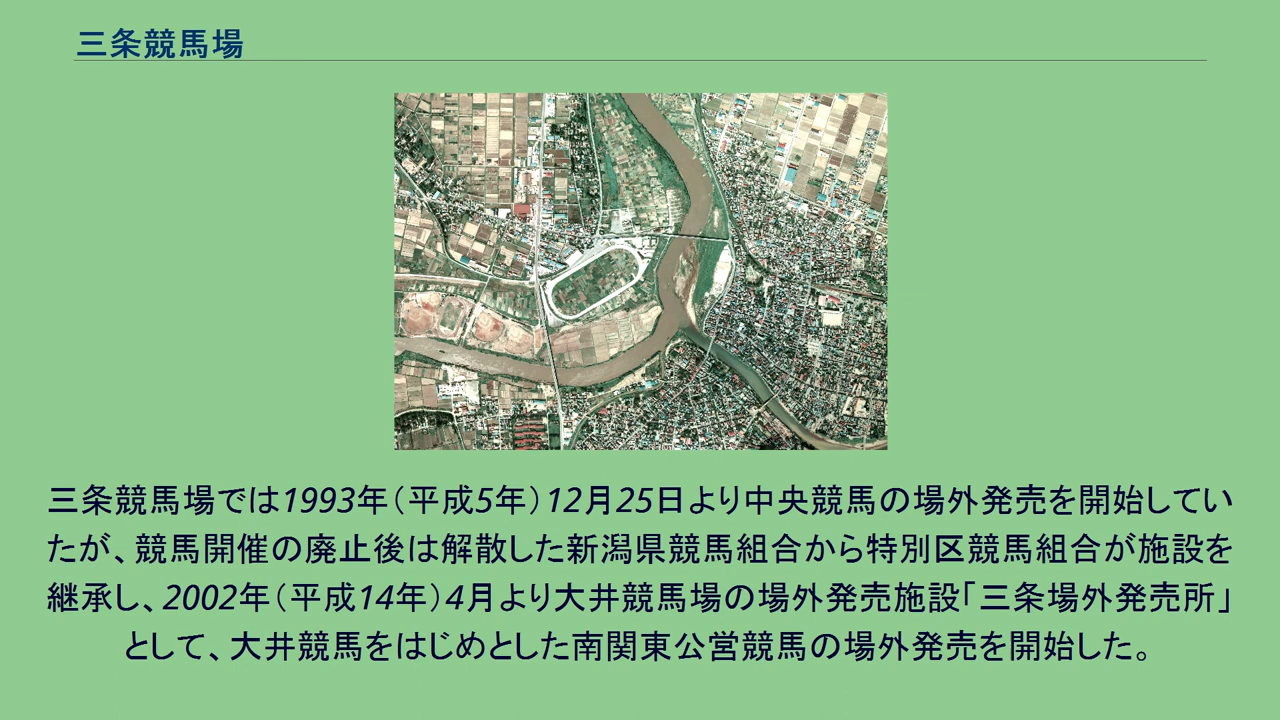 三条競馬場
三条競馬場では1993年（平成5年）12月25日より中央競馬の場外発売を開始してい
たが、競馬開催の廃止後は解散した新潟県競馬組合から特別区競馬組合が施設を
継承し、2002年（平成14年）4月より大井競馬場の場外発売施設「三条場外発売所」
として、大井競馬をはじめとした南関東公営競馬の場外発売を開始した。